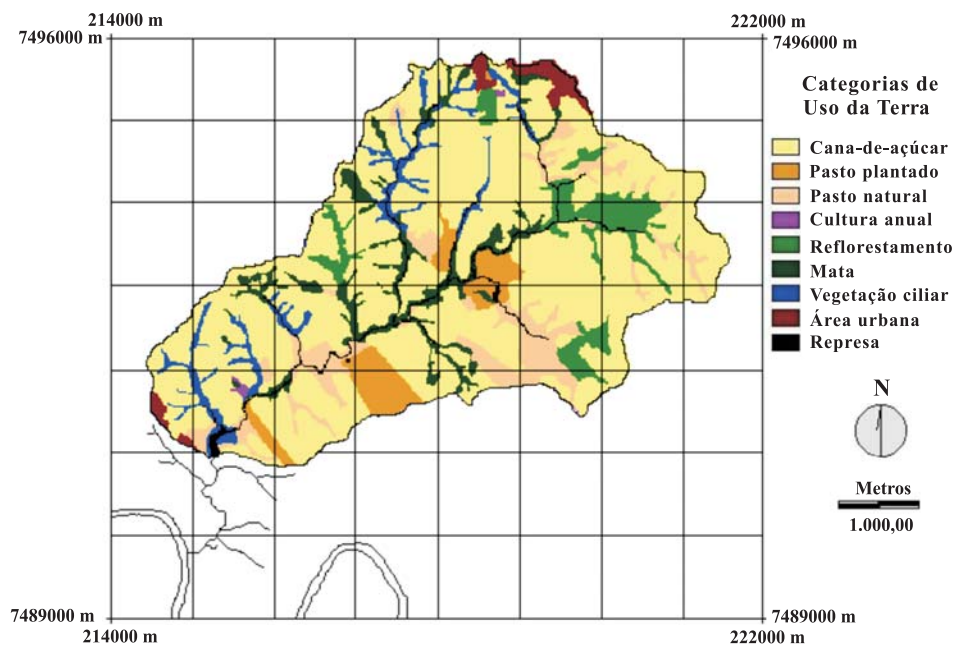 214000 m
222000 m
7496000 m
7496000 m
Categorias de
Uso da Terra
Cana-de-açúcar
Pasto plantado
Pasto natural
Cultura anual
Reflorestamento
Mata
Vegetação ciliar
Área urbana
Represa
N
Metros
1.000,00
7489000 m
7489000 m
214000 m
222000 m